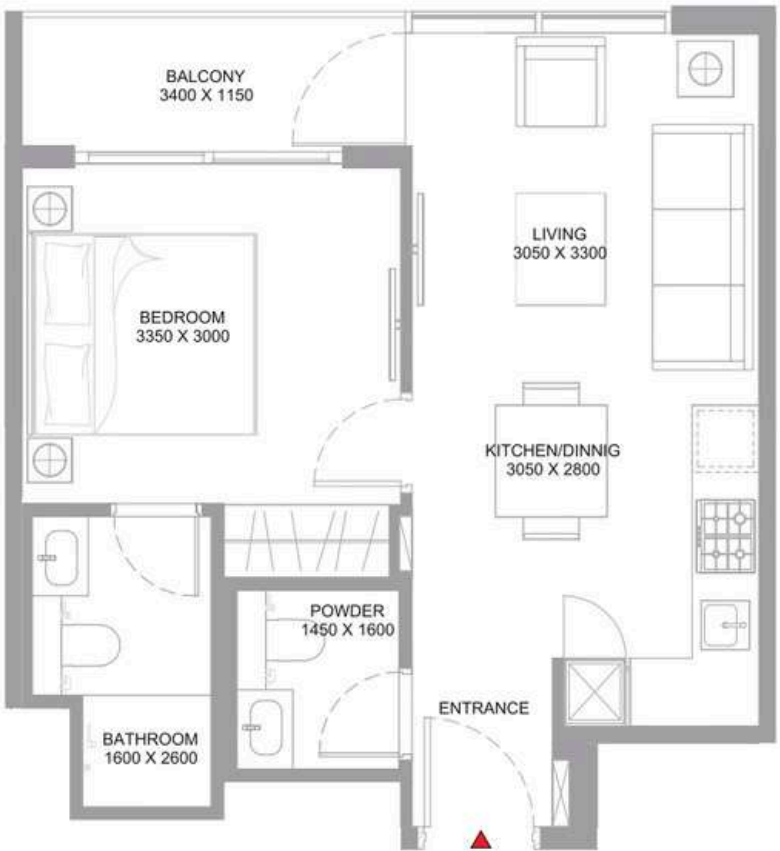 BALCONY
3400 X 1150
LIVING
3050 X 3300
BEDROOM
3350 X 3000
KITCHEN/DINNIG
3050 X 2800
POWDER
1450 X 1600
ENTRANCE
BATHROOM
1600 X 2600